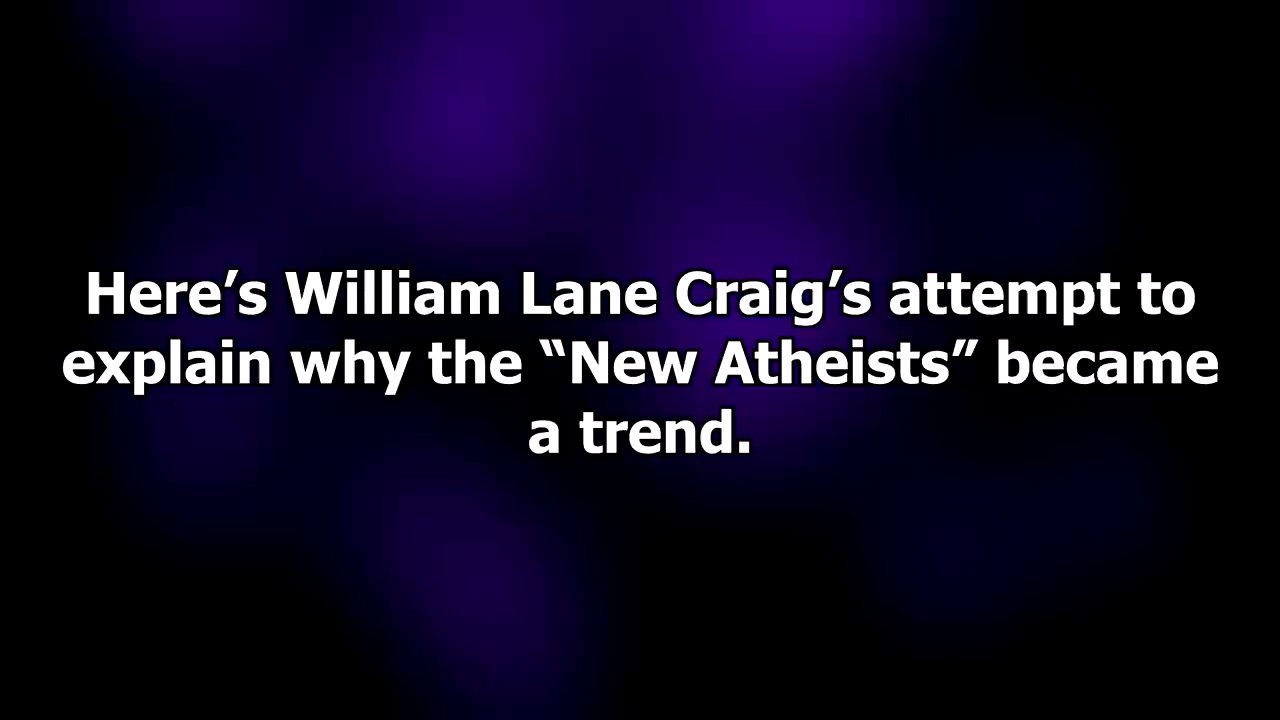 Here’s William Lane Craig’s attempt to
explain why the “New Atheists” became
a trend.